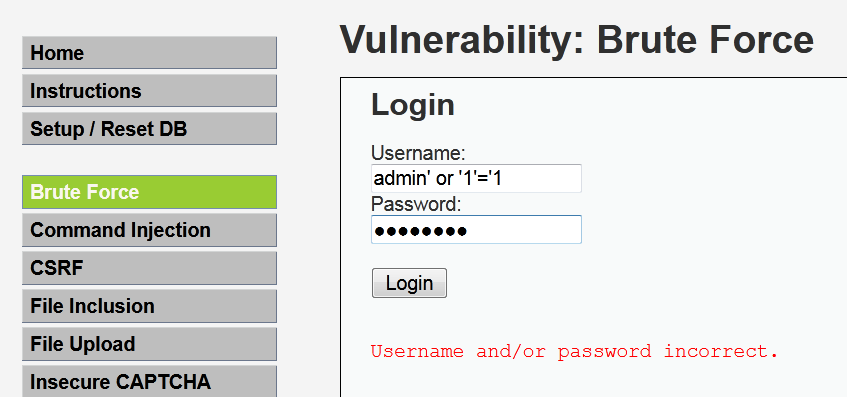 Vulnerability: Brute Force
Home
Instructions
Setup / Reset DB
Brute Force
Command Injection
CSRF
File Inclusion
File Upload
Insecure CAPTCHA
Login
Username:
admin' or '1'='1
Password:
●●●●●●●●
Login
Username and/or password incorrect.